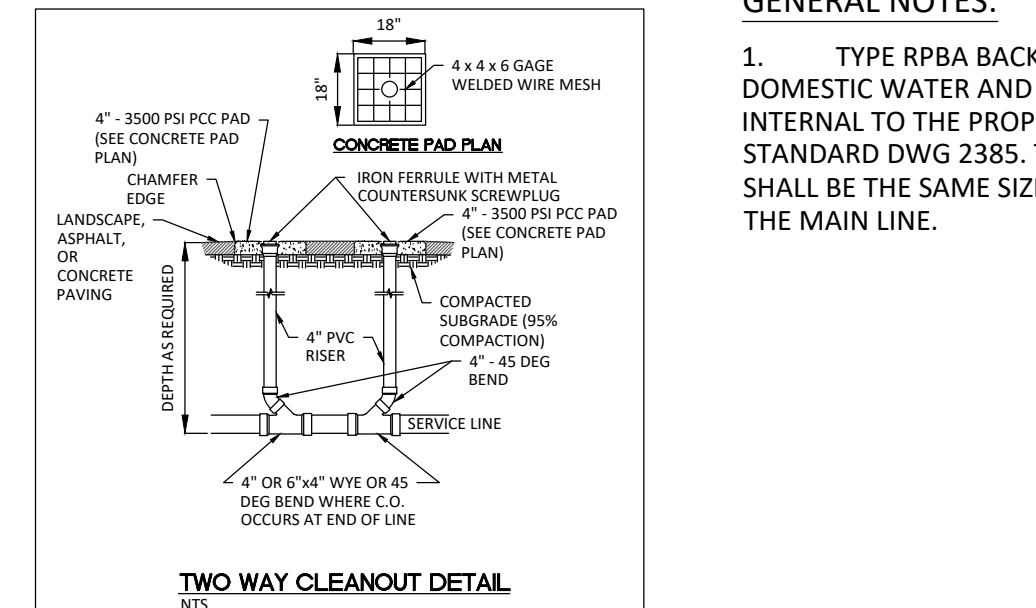 18"
18"
4 x 4 x 6 GAGE
WELDED WIRE MESH
CONCRETE PAD PLAN
4" - 3500 PSI PCC PAD
(SEE CONCRETE PAD
PLAN)
CHAMFER
EDGE
LANDSCAPE,
ASPHALT,
OR
CONCRETE
PAVING
IRON FERRULE WITH METAL
COUNTERSUNK SCREWPLUG
4" - 3500 PSI PCC PAD
(SEE CONCRETE PAD
PLAN)
DEPTH AS REQUIRED
COMPACTED
SUBGRADE (95%
COMPACTION)
4" PVC
RISER
4" - 45 DEG
BEND
SERVICE LINE
4" OR 6"x4" WYE OR 45
DEG BEND WHERE C.O.
OCCURS AT END OF LINE
TWO WAY CLEANOUT DETAIL
NTS
GENERAL NOTES:
1. TYPE RPBA BACK
DOMESTIC WATER AND
INTERNAL TO THE PROP
STANDARD DWG 2385. T
SHALL BE THE SAME SIZ
THE MAIN LINE.